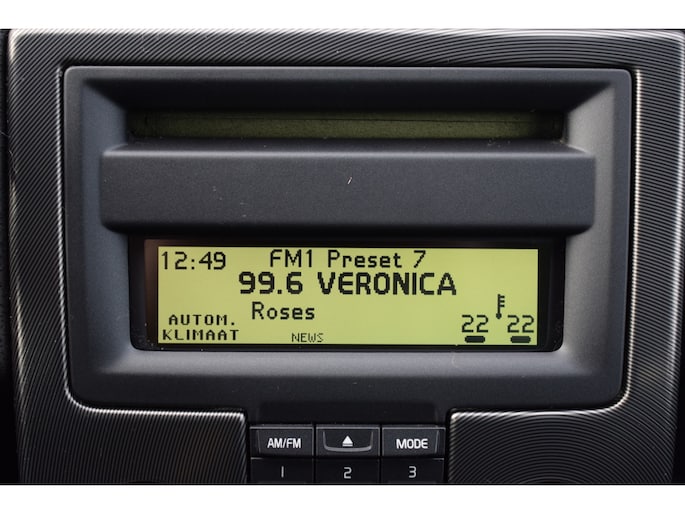 12:49 FM1 Preset 7
99.6 VERONICA
Roses
AUTOM.
KLIMAAT
NEWS
22 22
AM/FM MODE
1 2 3